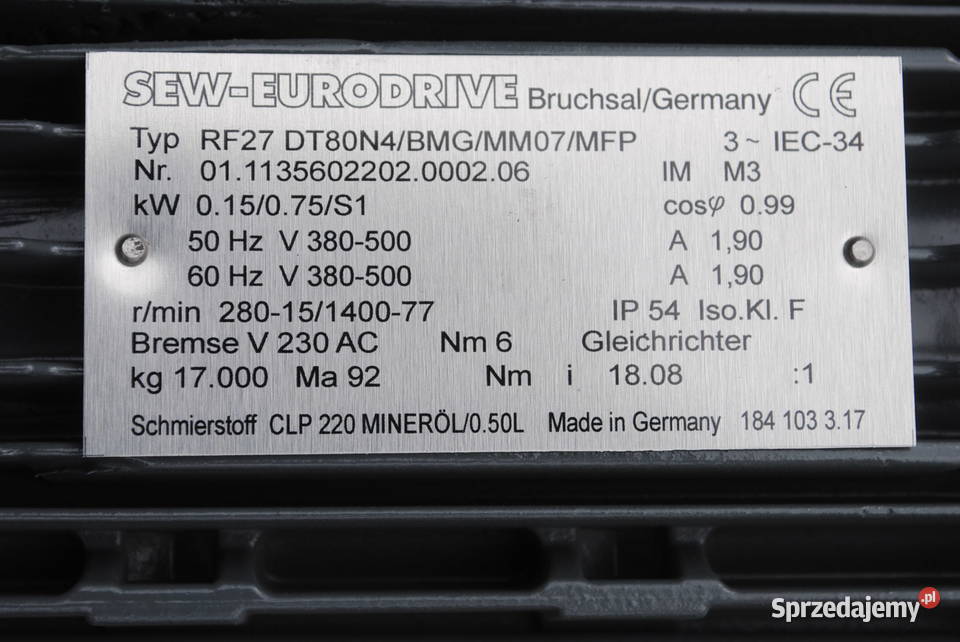 SEW-EURODRIVE Bruchsal/Germany CE
Typ RF27 DT80N4/BMG/MM07/MFP 3~ IEC-34
Nr. 01.1135602202.0002.06 IM M3
kW 0.15/0.75/S1 cosφ 0.99
50 Hz V 380-500 A 1,90
60 Hz V 380-500 A 1,90
r/min 280-15/1400-77 IP 54 Iso.Kl. F
Bremse V 230 AC Nm 6 Gleichrichter
kg 17.000 Ma 92 Nm i 18.08 :1
Schmierstoff CLP 220 MINERÖL/0.50L Made in Germany 184 103 3.17
Sprzedajemy.pl